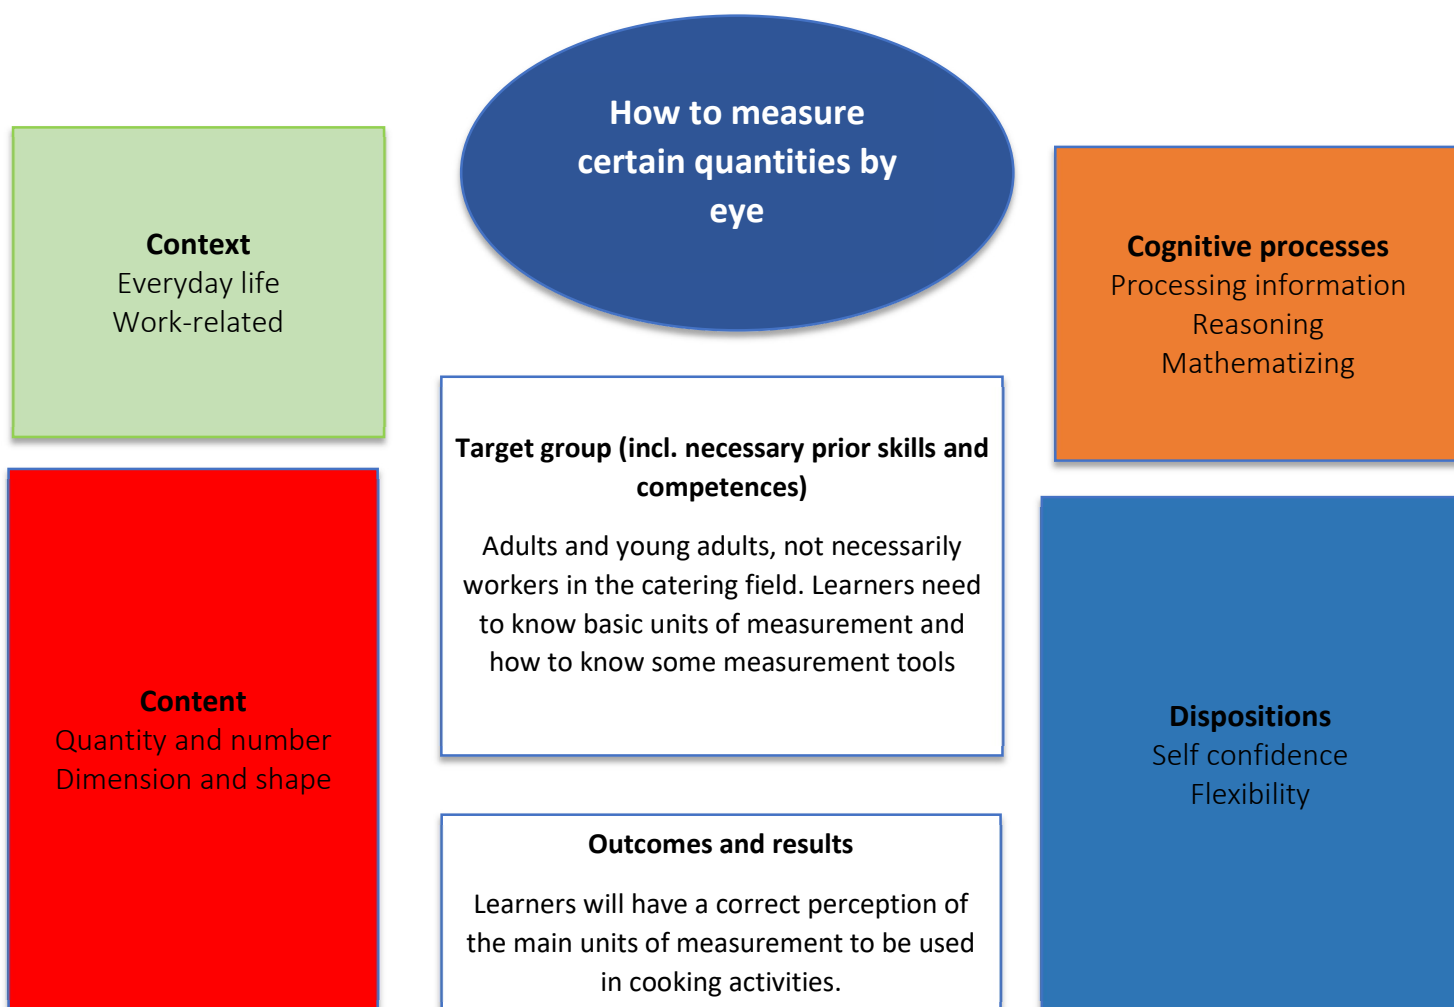 How to measure
certain quantities by
eye
Context
Everyday life
Work-related
Cognitive processes
Processing information
Reasoning
Mathematizing
Target group (incl. necessary prior skills and
competences)
Adults and young adults, not necessarily
workers in the catering field. Learners need
to know basic units of measurement and
how to know some measurement tools
Content
Quantity and number
Dimension and shape
Dispositions
Self confidence
Flexibility
Outcomes and results
Learners will have a correct perception of
the main units of measurement to be used
in cooking activities.